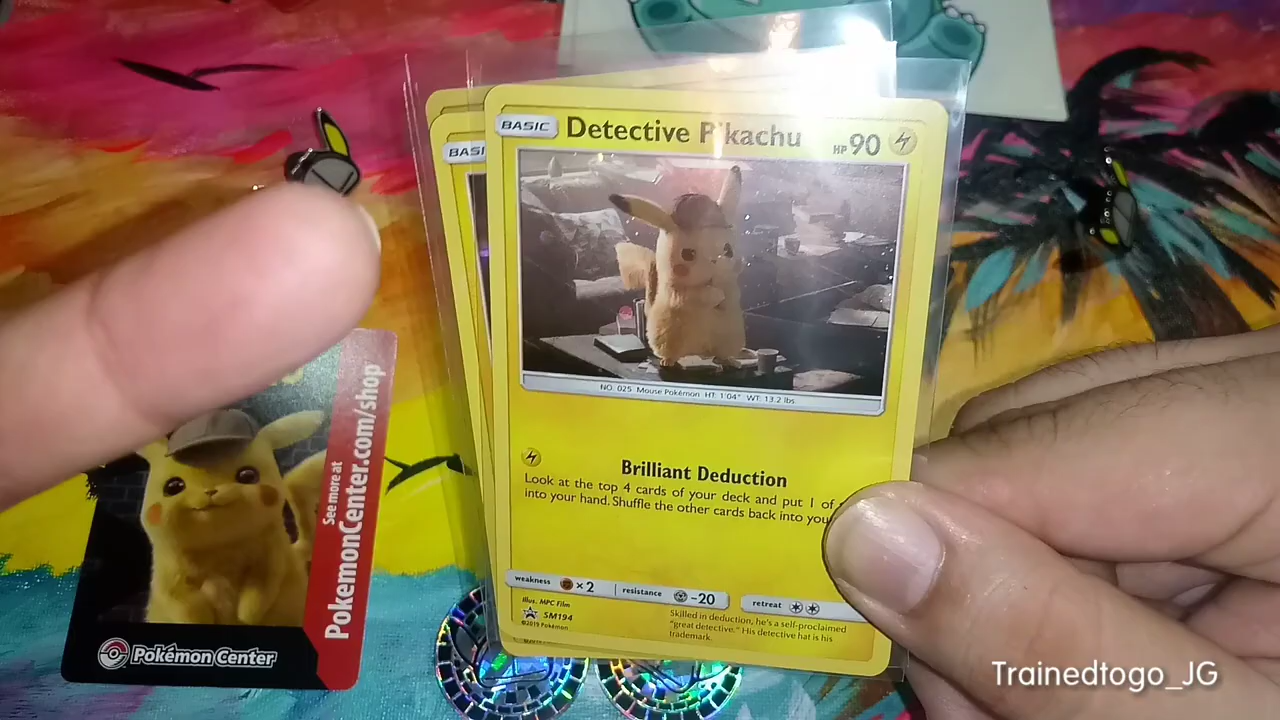 BASIC
Detective Pikachu
HP 90
BASI
NO. 025 Mouse Pokémon HT: 1'04" WT: 13.2 lbs.
Brilliant Deduction
Look at the top 4 cards of your deck and put 1 of
into your hand. Shuffle the other cards back into you
weakness ×2 resistance -20 retreat
Illus. MPC Film
SM194
©2019 Pokémon
Skilled in deduction, he's a self-proclaimed
"great detective." His detective hat is his
trademark.
See more at
PokemonCenter.com/shop
Pokémon Center
Trainedtogo_JG